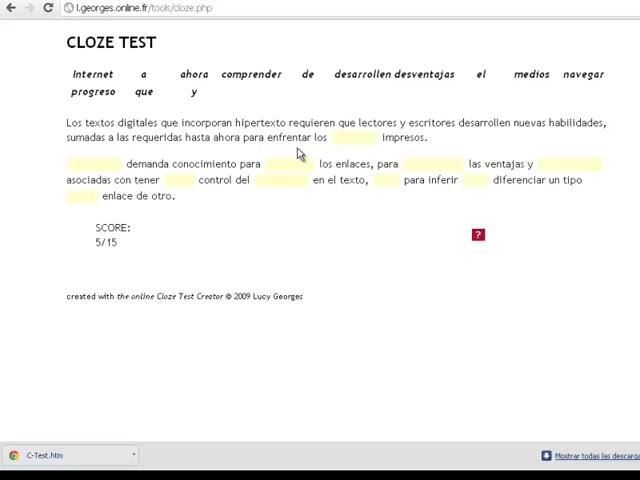 l.georges.online.fr/tools/cloze.php
CLOZE TEST
Internet a ahora comprender de desarrollen desventajas el medios navegar
progreso que y
Los textos digitales que incorporan hipertexto requieren que lectores y escritores desarrollen nuevas habilidades,
sumadas a las requeridas hasta ahora para enfrentar los impresos.
demanda conocimiento para los enlaces, para las ventajas y
asociadas con tener control del en el texto, para inferir diferenciar un tipo
enlace de otro.
SCORE:
5/15
?
created with the online Cloze Test Creator © 2009 Lucy Georges
C-Test.htm
Mostrar todas las descarga